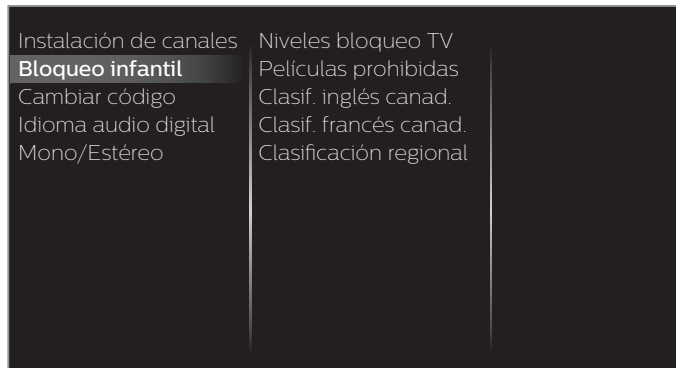 Instalación de canales
Bloqueo infantil
Cambiar código
Idioma audio digital
Mono/Estéreo
Niveles bloqueo TV
Películas prohibidas
Clasif. inglés canad.
Clasif. francés canad.
Clasificación regional